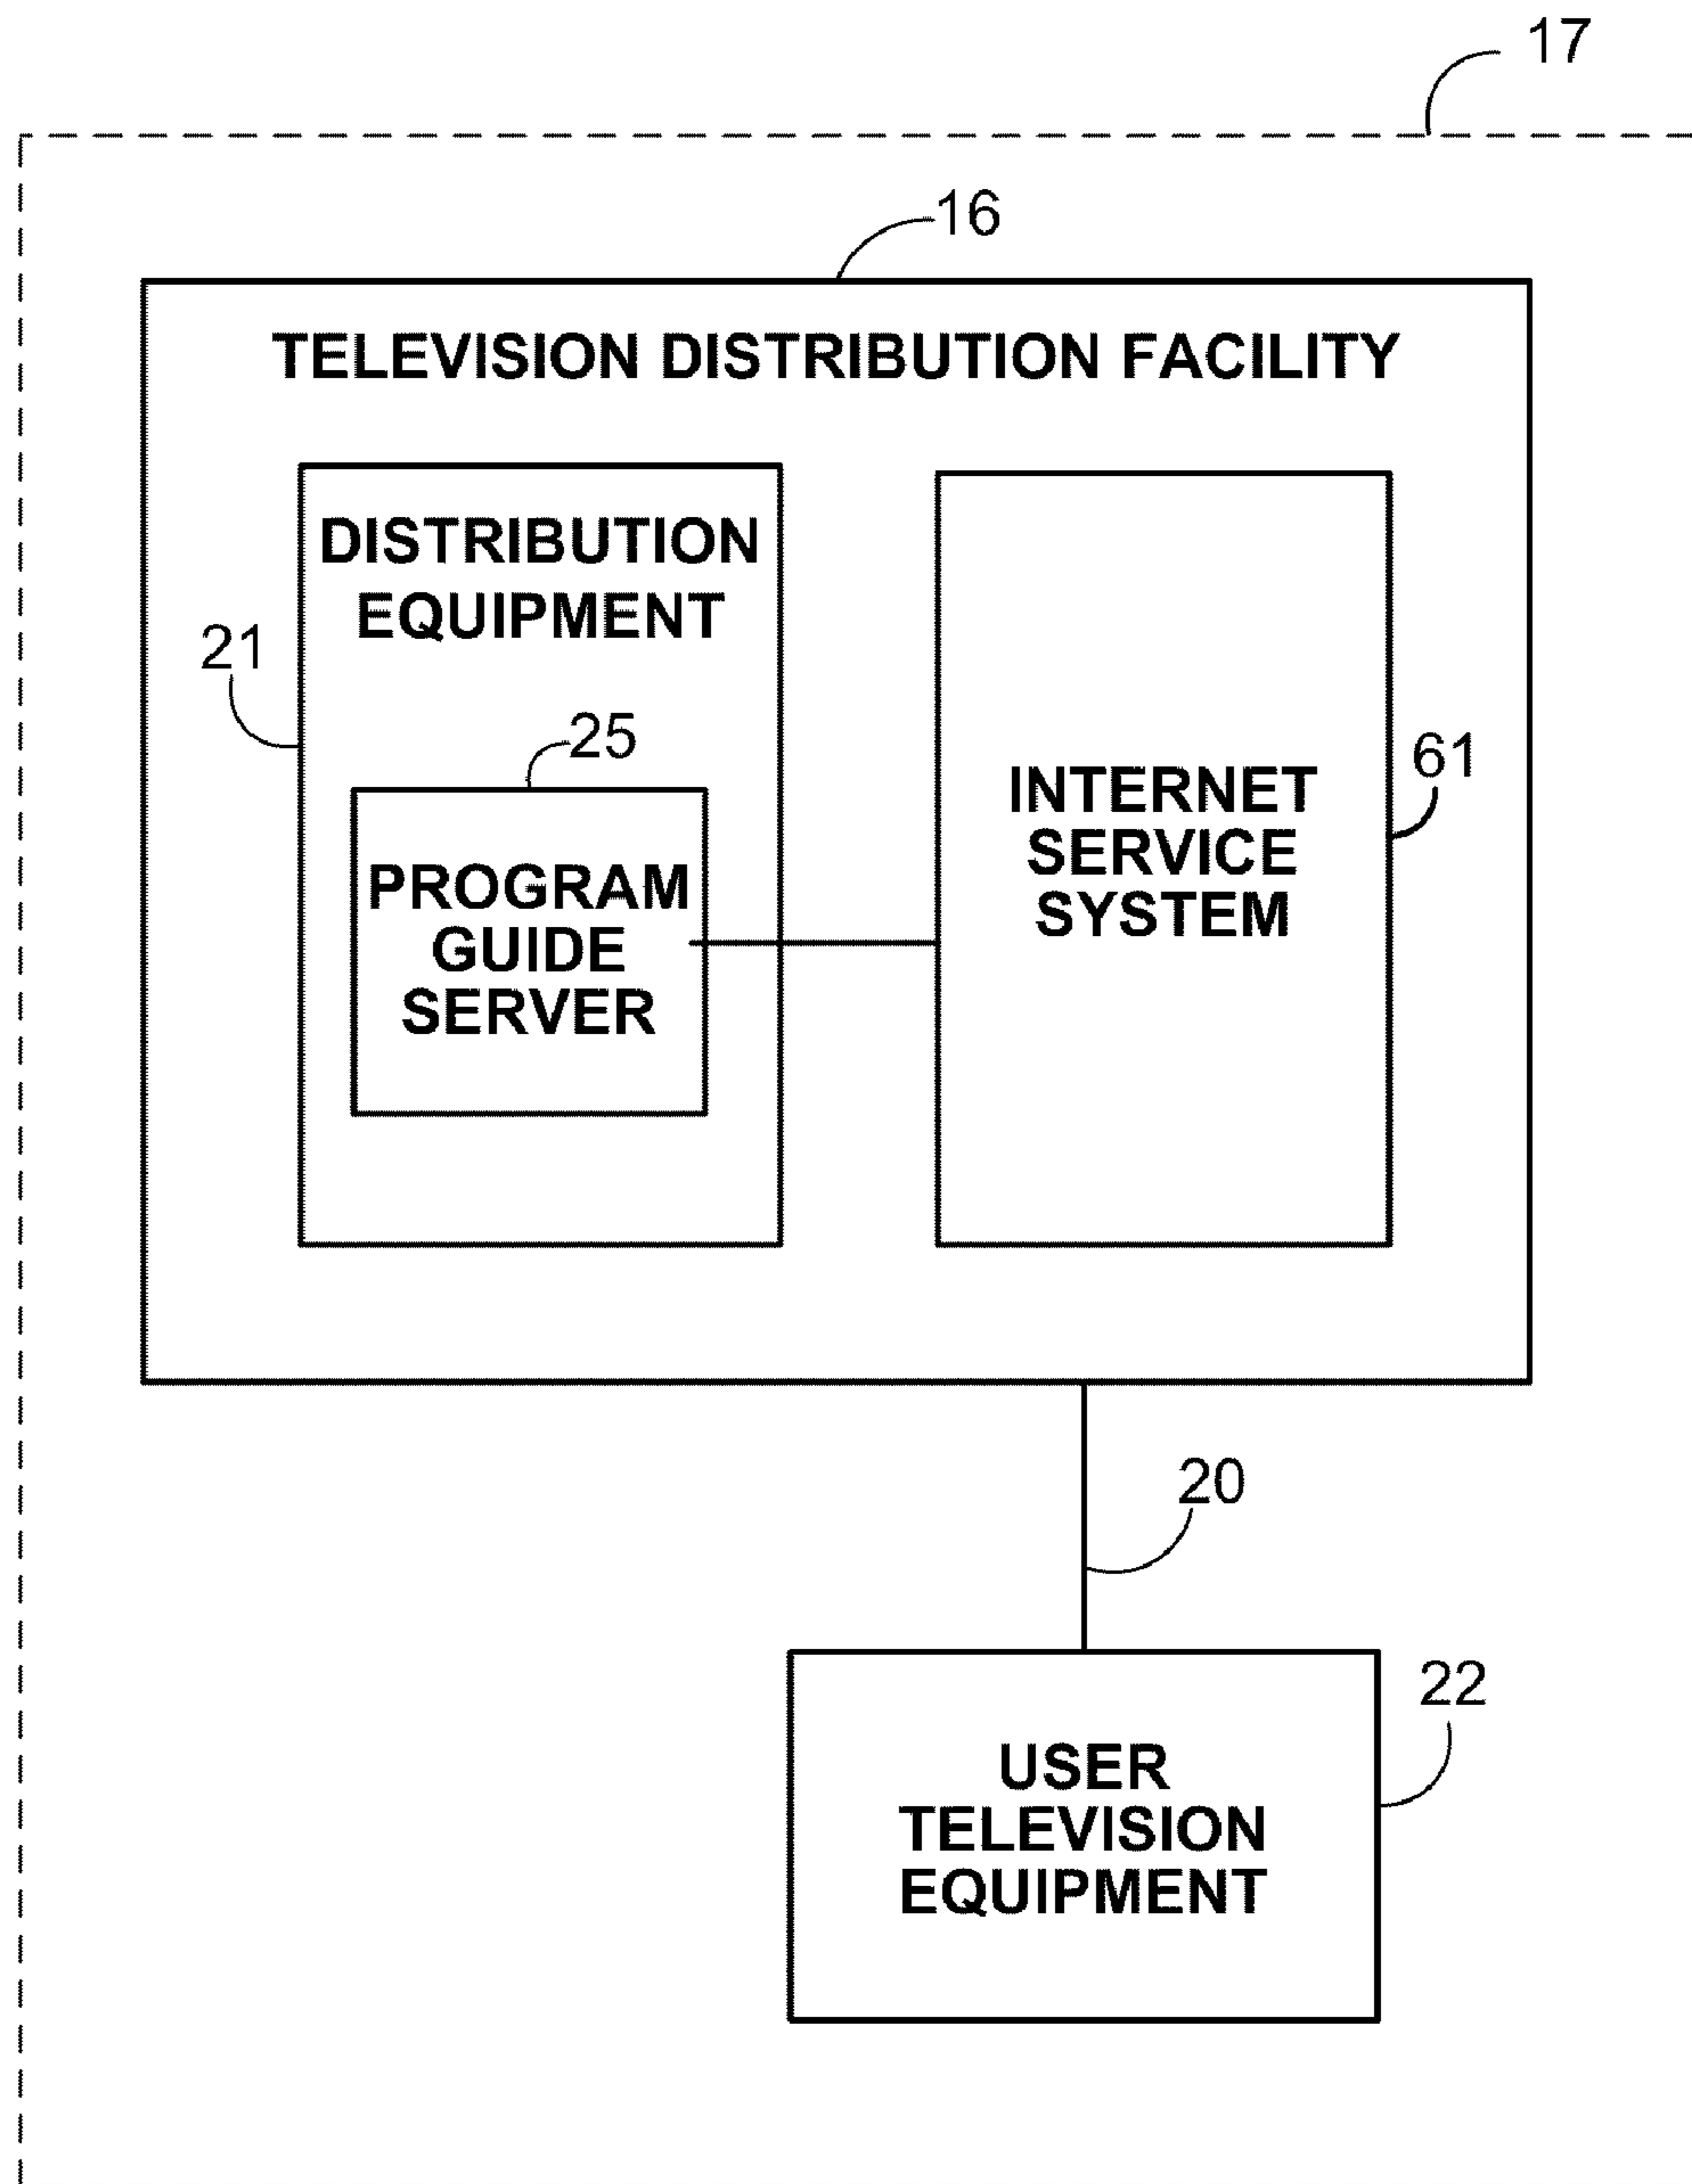 17
16
TELEVISION DISTRIBUTION FACILITY
DISTRIBUTION
EQUIPMENT
21
25
PROGRAM
GUIDE
SERVER
INTERNET
SERVICE
SYSTEM
61
20
22
USER
TELEVISION
EQUIPMENT